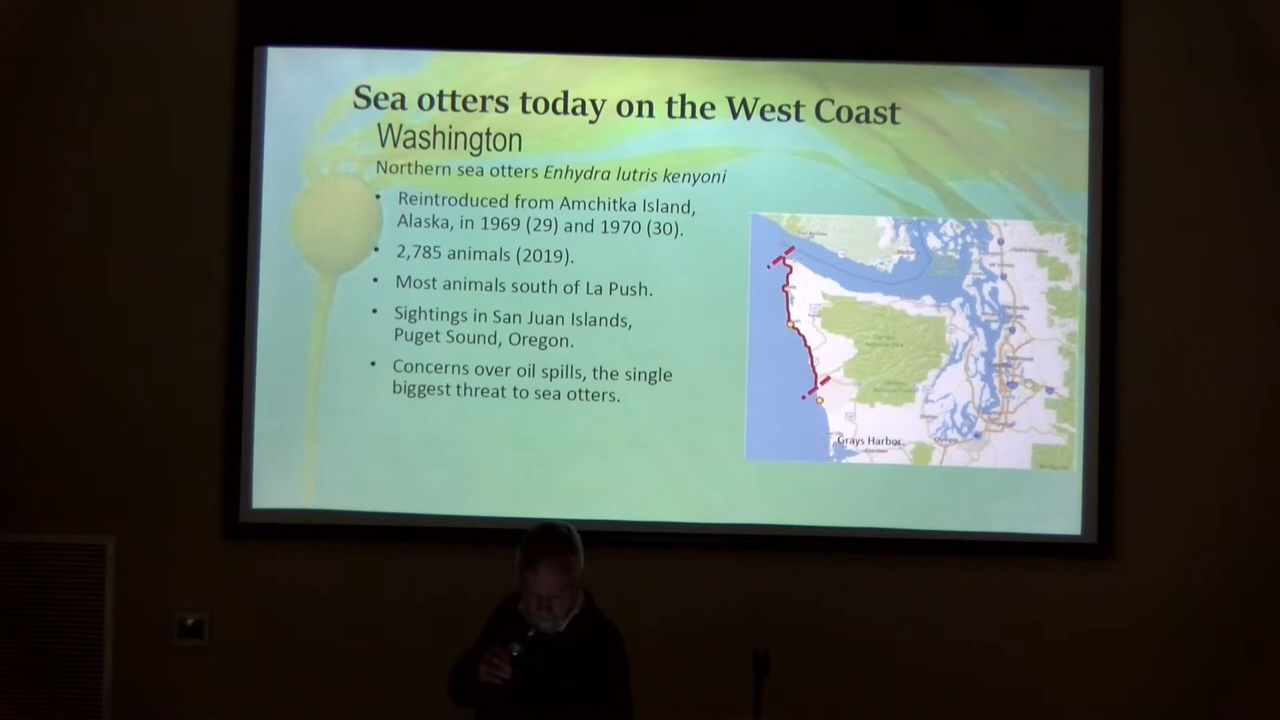 Sea otters today on the West Coast
Washington
Northern sea otters Enhydra lutris kenyoni
• Reintroduced from Amchitka Island,
Alaska, in 1969 (29) and 1970 (30).
• 2,785 animals (2019).
• Most animals south of La Push.
• Sightings in San Juan Islands,
Puget Sound, Oregon.
• Concerns over oil spills, the single
biggest threat to sea otters.
Grays Harbor